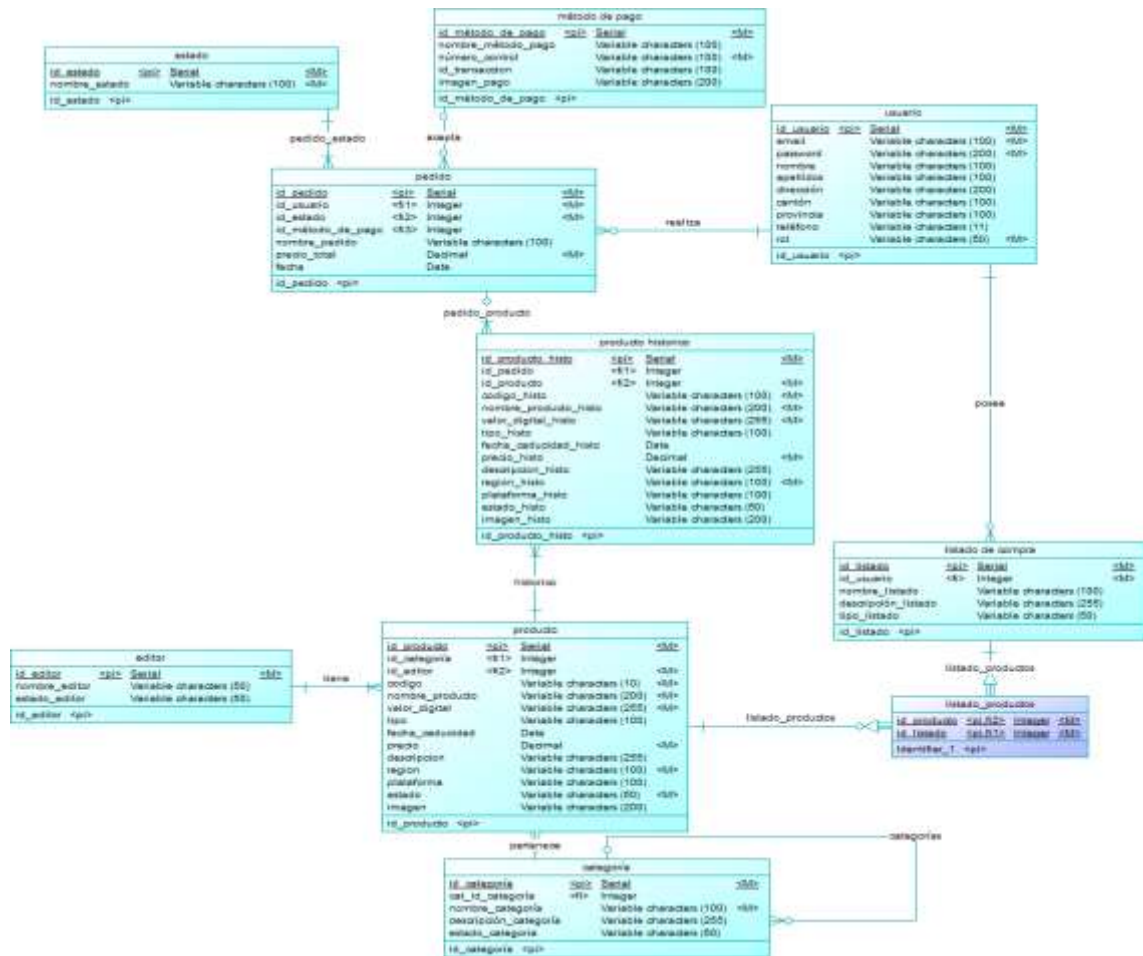 método de pago
id_método_de_pago <pi> Serial <M>
nombre_método_pago Variable characters (100)
número_control Variable characters (100) <M>
id_transaccion Variable characters (100)
imagen_pago Variable characters (200)
id_método_de_pago <pi>
estado
id_estado <pi> Serial <M>
nombre_estado Variable characters (100) <M>
id_estado <pi>
pedido_estado
acepta
usuario
id_usuario <pi> Serial <M>
email Variable characters (100) <M>
password Variable characters (200) <M>
nombre Variable characters (100)
apellidos Variable characters (100)
dirección Variable characters (200)
cantón Variable characters (100)
provincia Variable characters (100)
teléfono Variable characters (11)
rol Variable characters (50) <M>
id_usuario <pi>
pedido
id_pedido <pi> Serial <M>
id_usuario <fi1> Integer <M>
id_estado <fi2> Integer <M>
id_método_de_pago <fi3> Integer
nombre_pedido Variable characters (100)
precio_total Decimal <M>
fecha Date
id_pedido <pi>
realiza
pedido_producto
producto historico
id_producto_histo <pi> Serial <M>
id_pedido <fi1> Integer
id_producto <fi2> Integer <M>
codigo_histo Variable characters (100) <M>
nombre_producto_histo Variable characters (200) <M>
valor_digital_histo Variable characters (255) <M>
tipo_histo Variable characters (100)
fecha_caducidad_histo Date
precio_histo Decimal <M>
descripcion_histo Variable characters (255)
region_histo Variable characters (100) <M>
plataforma_histo Variable characters (100)
estado_histo Variable characters (50)
imagen_histo Variable characters (200)
id_producto_histo <pi>
posee
listado de compra
id_listado <pi> Serial <M>
id_usuario <fi> Integer <M>
nombre_listado Variable characters (100)
descripción_listado Variable characters (255)
tipo_listado Variable characters (50)
id_listado <pi>
listado_productos
listado_productos
id_producto <pi,fi2> Integer <M>
id_listado <pi,fi1> Integer <M>
Identifier_1 <pi>
listado_productos
producto
id_producto <pi> Serial <M>
id_categoría <fi1> Integer
id_editor <fi2> Integer <M>
codigo Variable characters (10) <M>
nombre_producto Variable characters (200) <M>
valor_digital Variable characters (255) <M>
tipo Variable characters (100)
fecha_caducidad Date
precio Decimal <M>
descripcion Variable characters (255)
region Variable characters (100) <M>
plataforma Variable characters (100)
estado Variable characters (50) <M>
imagen Variable characters (200)
id_producto <pi>
editor
id_editor <pi> Serial <M>
nombre_editor Variable characters (50)
estado_editor Variable characters (50)
id_editor <pi>
tiene
pertenece
categorías
categoría
id_categoría <pi> Serial <M>
cat_id_categoría <fi> Integer
nombre_categoría Variable characters (100) <M>
descripción_categoría Variable characters (255)
estado_categoría Variable characters (50)
id_categoría <pi>